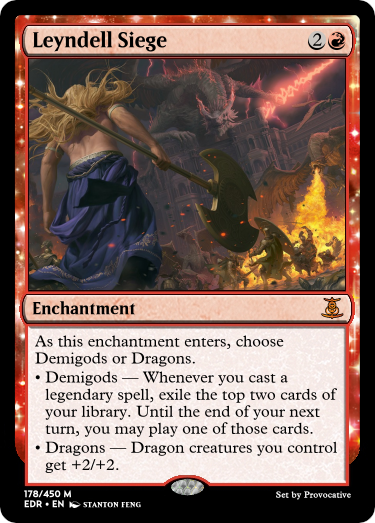 Leyndell Siege 2
Enchantment
As this enchantment enters, choose
Demigods or Dragons.
• Demigods — Whenever you cast a
legendary spell, exile the top two cards of
your library. Until the end of your next
turn, you may play one of those cards.
• Dragons — Dragon creatures you control
get +2/+2.
178/450 M
EDR • EN STANTON FENG
Set by Provocative